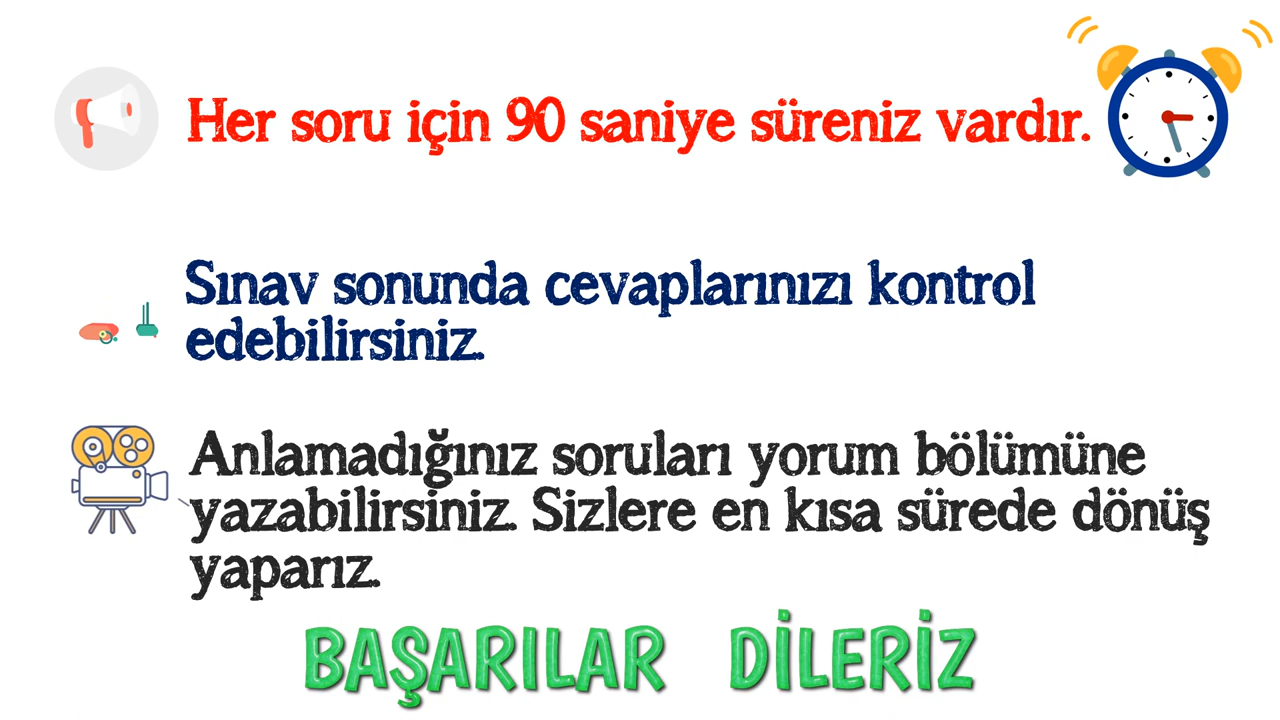 Her soru için 90 saniye süreniz vardır.
Sınav sonunda cevaplarınızı kontrol
edebilirsiniz.
Anlamadığınız soruları yorum bölümüne
yazabilirsiniz. Sizlere en kısa sürede dönüş
yaparız.
BAŞARILAR DİLERİZ